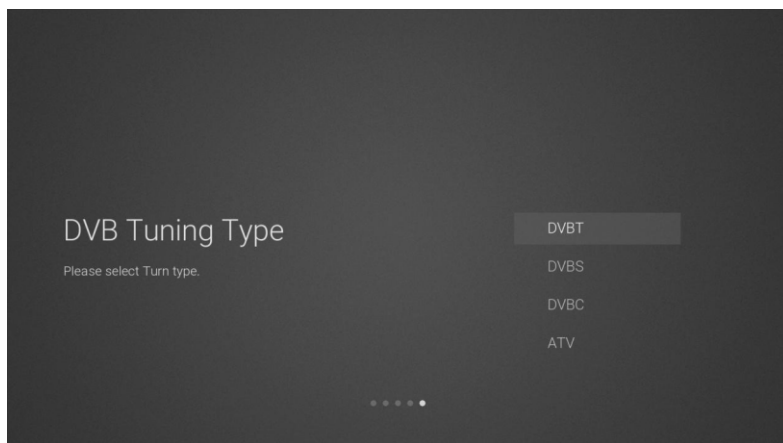 DVB Tuning Type
Please select Turn type.
DVBT
DVBS
DVBC
ATV